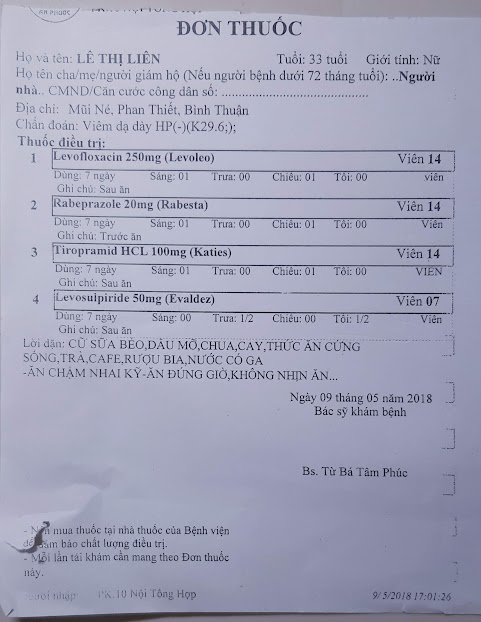 AN PHƯỚC
ĐƠN THUỐC
Họ và tên: LÊ THỊ LIÊN Tuổi: 33 tuổi Giới tính: Nữ
Họ tên cha/mẹ/người giám hộ (Nếu người bệnh dưới 72 tháng tuổi): ..Người
nhà.. CMND/Căn cước công dân số: ......................................
Địa chỉ: Mũi Né, Phan Thiết, Bình Thuận
Chẩn đoán: Viêm dạ dày HP(-)(K29.6;);
Thuốc điều trị:
1 Levofloxacin 250mg (Levoleo) Viên 14
Dùng: 7 ngày Sáng: 01 Trưa: 00 Chiều: 01 Tối: 00 viên
Ghi chú: Sau ăn
2 Rabeprazole 20mg (Rabesta) Viên 14
Dùng: 7 ngày Sáng: 01 Trưa: 00 Chiều: 01 Tối: 00 Viên
Ghi chú: Trước ăn
3 Tiropramid HCL 100mg (Katies) Viên 14
Dùng: 7 ngày Sáng: 01 Trưa: 00 Chiều: 01 Tối: 00 VIEN
Ghi chú: Sau ăn
4 Levosulpiride 50mg (Evaldez) Viên 07
Dùng: 7 ngày Sáng: 00 Trưa: 1/2 Chiều: 00 Tối: 1/2 Viên
Ghi chú: Sau ăn
Lời dặn: CỮ SỮA BÉO,DẦU MỠ,CHUA,CAY,THỨC ĂN CỨNG
SỐNG,TRÀ,CAFE,RƯỢU BIA,NƯỚC CÓ GA
-ĂN CHẬM NHAI KỸ-ĂN ĐÚNG GIỜ,KHÔNG NHỊN ĂN...
Ngày 09 tháng 05 năm 2018
Bác sỹ khám bệnh
Bs. Từ Bá Tâm Phúc
mua thuốc tại nhà thuốc của Bệnh viện
bảo chất lượng điều trị.
- Mỗi lần tái khám cần mang theo Đơn thuốc
này.
nhập PK.10 Nội Tổng Hợp 9/5/2018 17:01:26